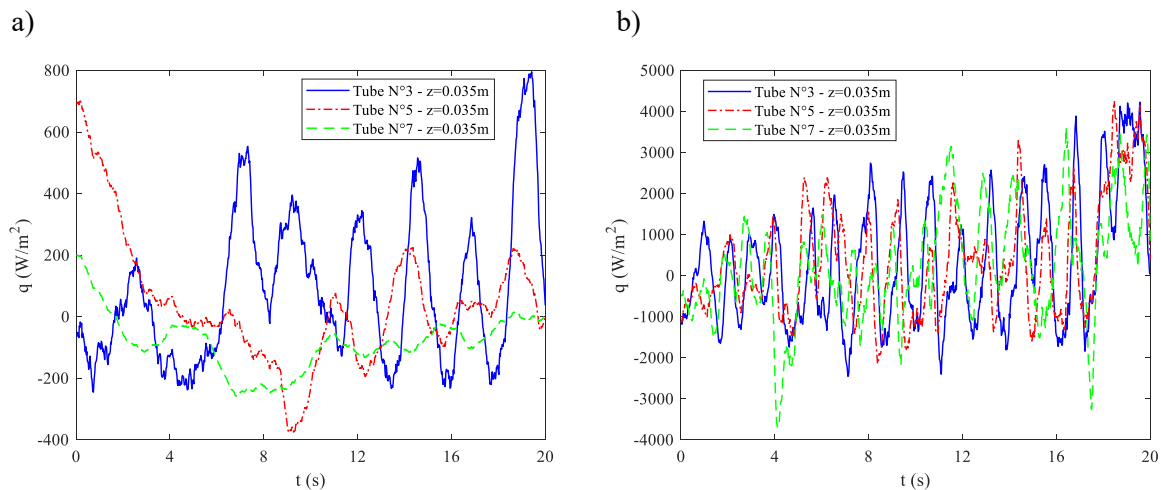 a)
800
600
400
200
0
-200
-400
q (W/m²)
0 4 8 12 16 20
t (s)
Tube N°3 - z=0.035m
Tube N°5 - z=0.035m
Tube N°7 - z=0.035m
b)
5000
4000
3000
2000
1000
0
-1000
-2000
-3000
-4000
q (W/m²)
0 4 8 12 16 20
t (s)
Tube N°3 - z=0.035m
Tube N°5 - z=0.035m
Tube N°7 - z=0.035m